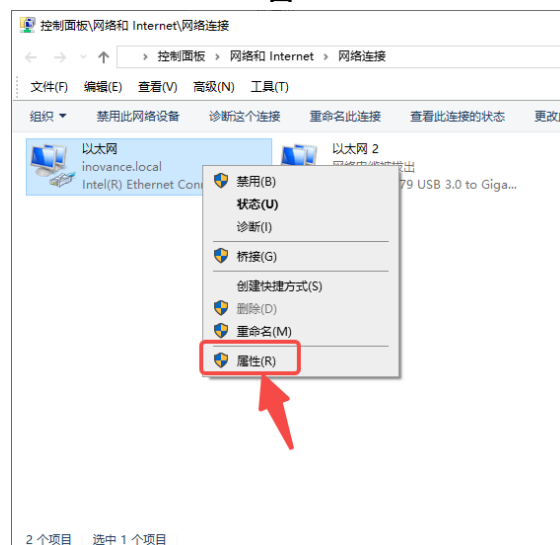 控制面板\网络和 Internet\网络连接
控制面板 › 网络和 Internet › 网络连接
文件(F) 编辑(E) 查看(V) 高级(N) 工具(T)
组织 禁用此网络设备 诊断这个连接 重命名此连接 查看此连接的状态
以太网
inovance.local
Intel(R) Ethernet
以太网 2
79 USB 3.0 to Giga...
禁用(B)
状态(U)
诊断(I)
桥接(G)
创建快捷方式(S)
删除(D)
重命名(M)
属性(R)
2 个项目 选中 1 个项目